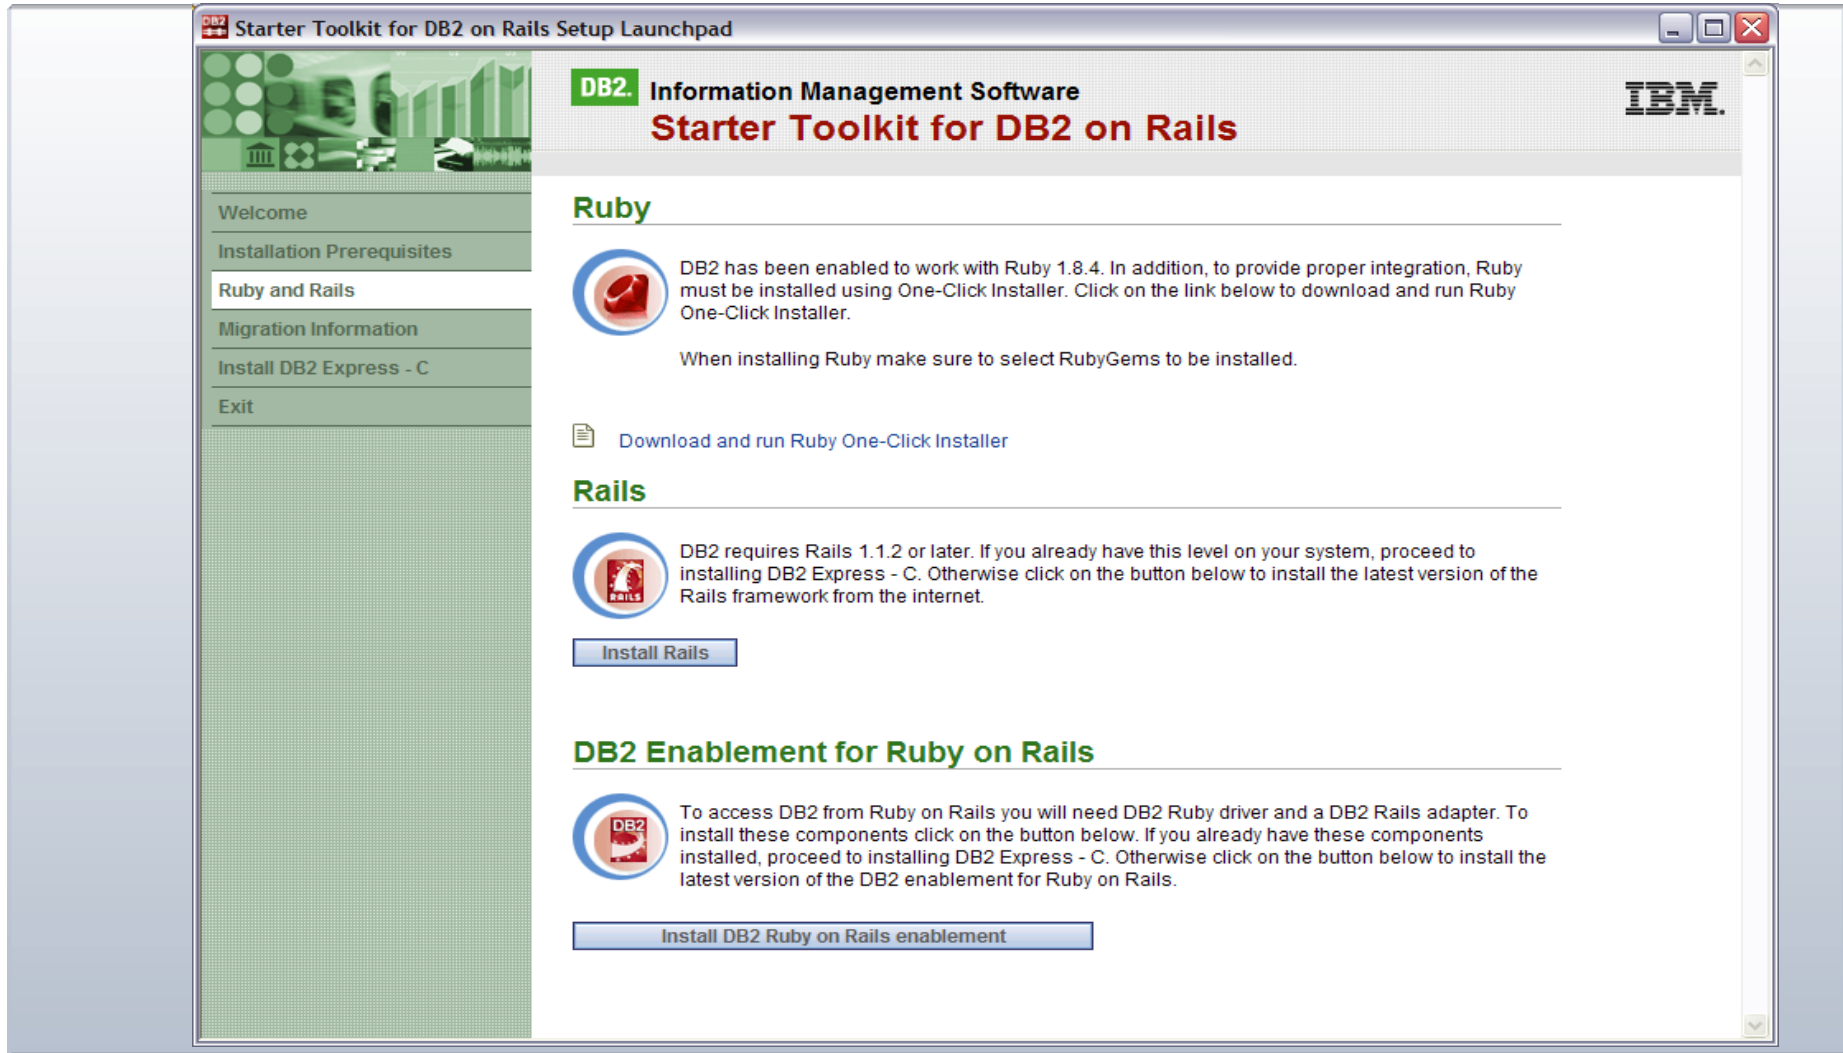 Starter Toolkit for DB2 on Rails Setup Launchpad
DB2. Information Management Software
Starter Toolkit for DB2 on Rails
IBM.
Welcome
Installation Prerequisites
Ruby and Rails
Migration Information
Install DB2 Express - C
Exit
Ruby
DB2 has been enabled to work with Ruby 1.8.4. In addition, to provide proper integration, Ruby
must be installed using One-Click Installer. Click on the link below to download and run Ruby
One-Click Installer.
When installing Ruby make sure to select RubyGems to be installed.
Download and run Ruby One-Click Installer
Rails
RAILS
DB2 requires Rails 1.1.2 or later. If you already have this level on your system, proceed to
installing DB2 Express - C. Otherwise click on the button below to install the latest version of the
Rails framework from the internet.
Install Rails
DB2 Enablement for Ruby on Rails
DB2
To access DB2 from Ruby on Rails you will need DB2 Ruby driver and a DB2 Rails adapter. To
install these components click on the button below. If you already have these components
installed, proceed to installing DB2 Express - C. Otherwise click on the button below to install the
latest version of the DB2 enablement for Ruby on Rails.
Install DB2 Ruby on Rails enablement